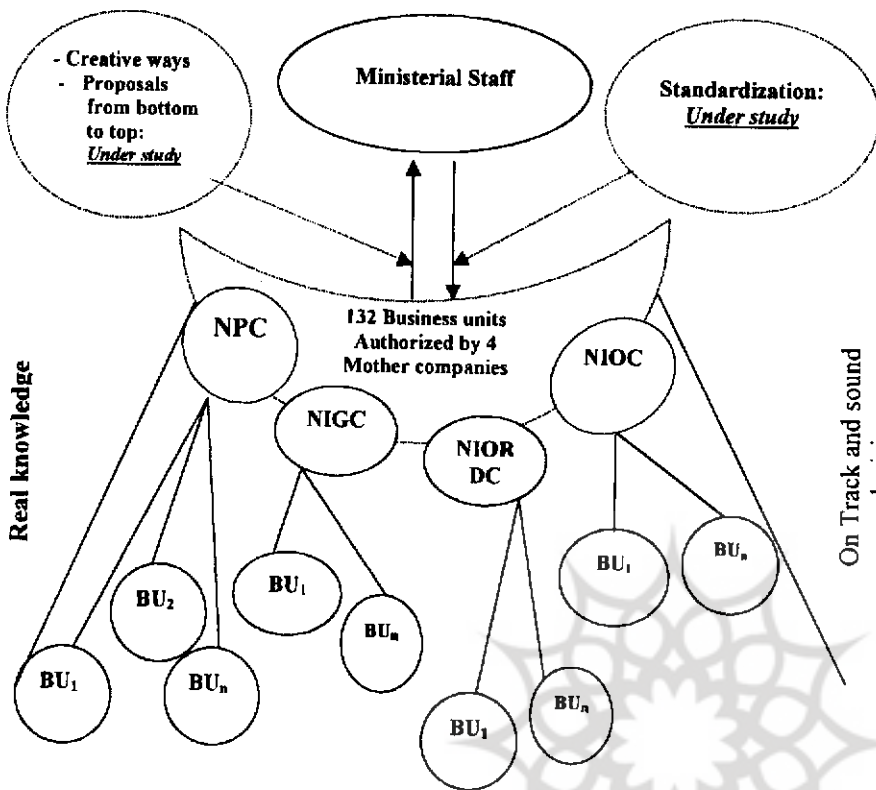 - Creative ways
- Proposals
from bottom
to top:
Under study
Ministerial Staff
Standardization:
Under study
132 Business units
Authorized by 4
Mother companies
NPC
NIGC
NIOR
DC
NIOC
Real knowledge
On Track and sound
BU₁
BU₂
BUₙ
BU₁
BUₙ
BU₁
BUₙ
BU₁
BUₙ